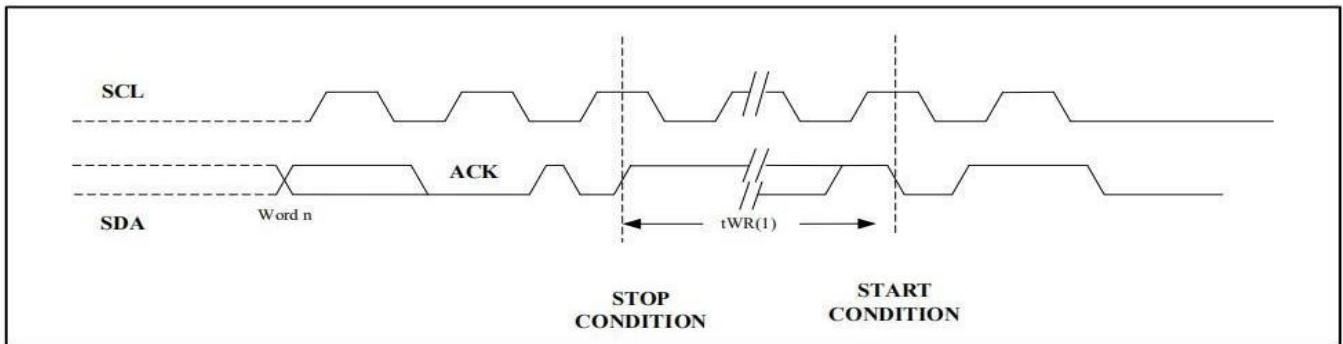 SCL
ACK
SDA
Word n
tWR(1)
STOP
CONDITION
START
CONDITION